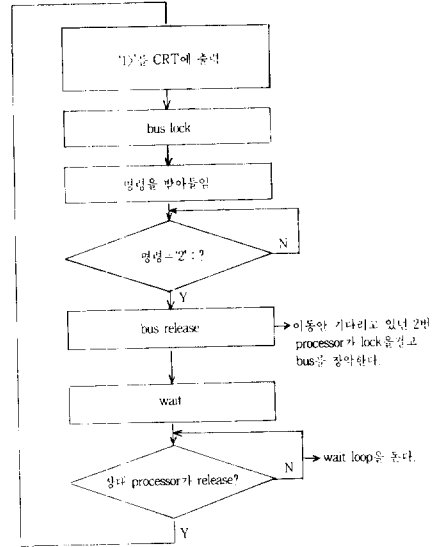 '1>'를 CRT에 출력
bus lock
명령을 받아들임
명령='2' : ?
N
Y
bus release
이동안 기다리고 있던 2번
processor가 lock을걸고
bus를 장악한다.
wait
상대 processor가 release?
N
wait loop을 돈다.
Y